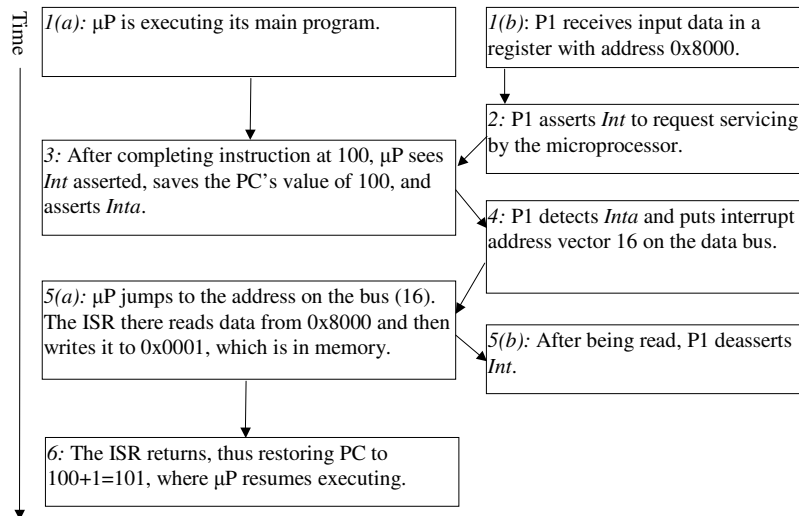 Time
1(a): μP is executing its main program.
1(b): P1 receives input data in a
register with address 0x8000.
2: P1 asserts Int to request servicing
by the microprocessor.
3: After completing instruction at 100, μP sees
Int asserted, saves the PC’s value of 100, and
asserts Inta.
4: P1 detects Inta and puts interrupt
address vector 16 on the data bus.
5(a): μP jumps to the address on the bus (16).
The ISR there reads data from 0x8000 and then
writes it to 0x0001, which is in memory.
5(b): After being read, P1 deasserts
Int.
6: The ISR returns, thus restoring PC to
100+1=101, where μP resumes executing.